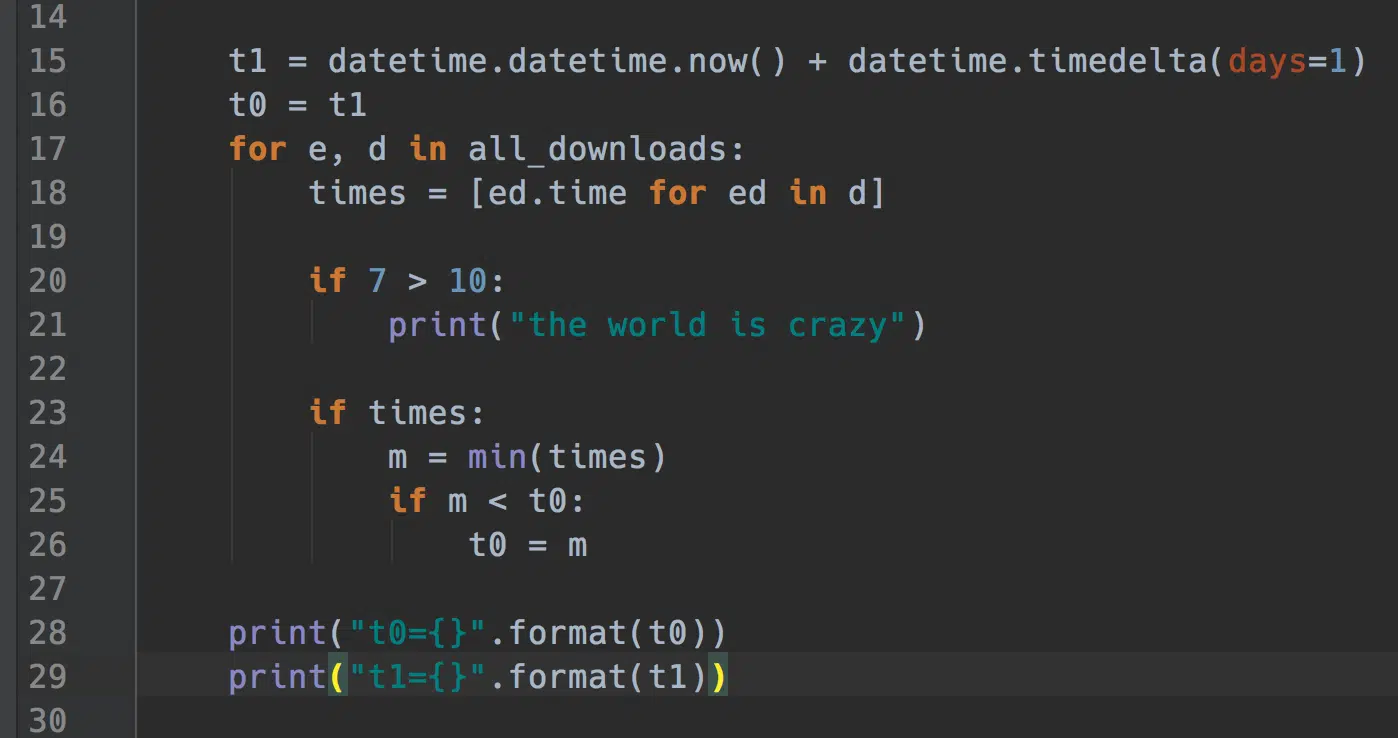 14
15        t1 = datetime.datetime.now() + datetime.timedelta(days=1)
16        t0 = t1
17        for e, d in all_downloads:
18            times = [ed.time for ed in d]
19
20            if 7 > 10:
21                print("the world is crazy")
22
23            if times:
24                m = min(times)
25                if m < t0:
26                    t0 = m
27
28        print("t0={}".format(t0))
29        print("t1={}".format(t1))
30